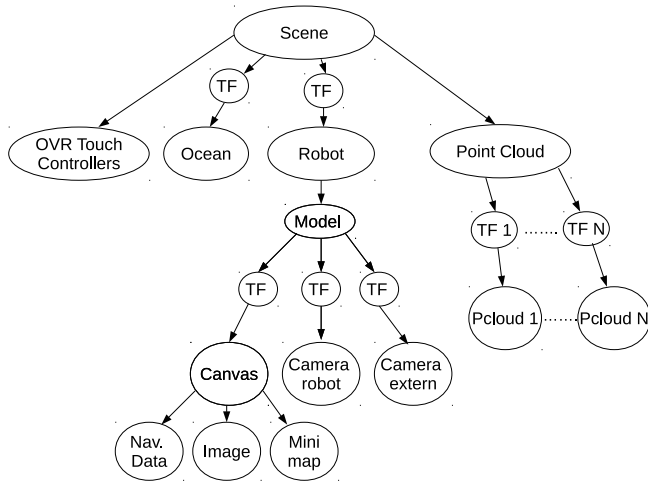 Scene
TF
TF
OVR Touch
Controllers
Ocean
Robot
Point Cloud
Model
TF 1
........
TF N
TF
TF
TF
Pcloud 1
.........
Pcloud N
Canvas
Camera
robot
Camera
extern
Nav.
Data
Image
Mini
map